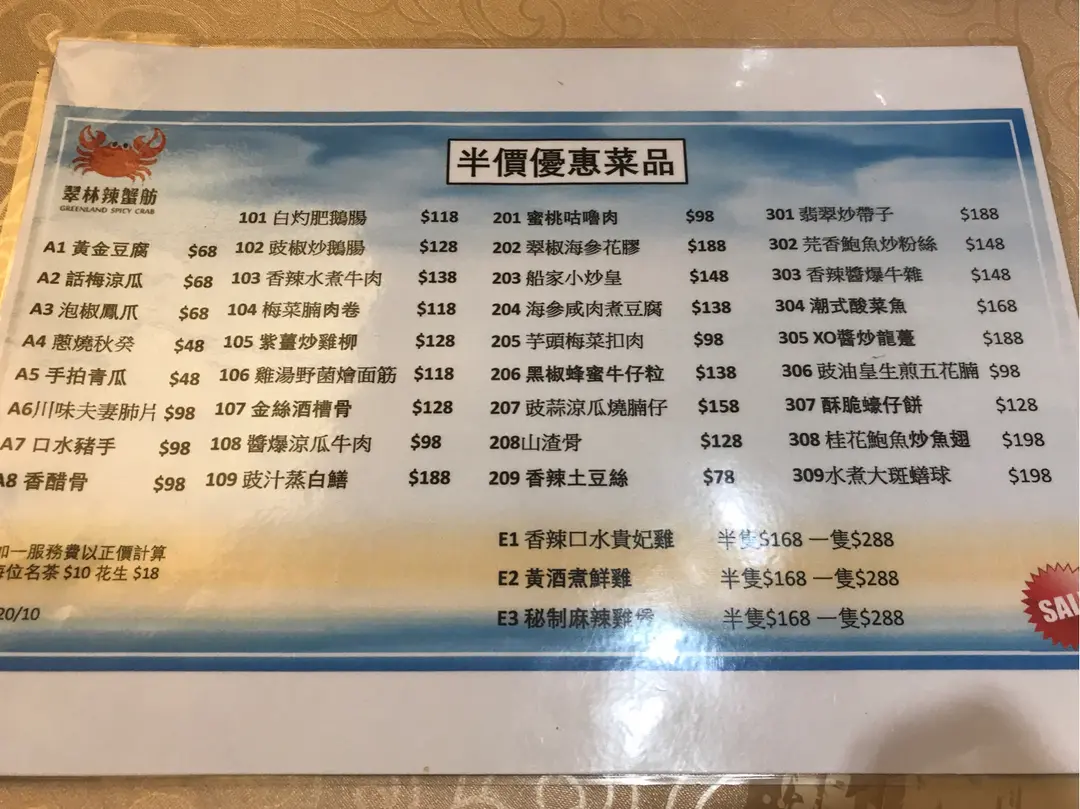 半價優惠菜品
翠林辣蟹舫
GREENLAND SPICY CRAB
A1 黃金豆腐 $68
A2 話梅涼瓜 $68
A3 泡椒鳳爪 $68
A4 蔥燒秋癸 $48
A5 手拍青瓜 $48
A6川味夫妻肺片 $98
A7 口水豬手 $98
A8 香醋骨 $98
101 白灼肥鵝腸 $118
102 豉椒炒鵝腸 $128
103 香辣水煮牛肉 $138
104 梅菜腩肉卷 $118
105 紫薑炒雞柳 $128
106 雞湯野菌燴面筋 $118
107 金絲酒槽骨 $128
108 醬爆涼瓜牛肉 $98
109 豉汁蒸白鱔 $188
201 蜜桃咕嚕肉 $98
202 翠椒海參花膠 $188
203 船家小炒皇 $148
204 海參咸肉煮豆腐 $138
205 芋頭梅菜扣肉 $98
206 黑椒蜂蜜牛仔粒 $138
207 豉蒜涼瓜燒腩仔 $158
208山渣骨 $128
209 香辣土豆絲 $78
301 翡翠炒帶子 $188
302 芫香鮑魚炒粉絲 $148
303 香辣醬爆牛雜 $148
304 潮式酸菜魚 $168
305 XO醬炒龍躉 $188
306 豉油皇生煎五花腩 $98
307 酥脆蠔仔餅 $128
308 桂花鮑魚炒魚翅 $198
309水煮大斑蟮球 $198
E1 香辣口水貴妃雞 半隻$168 一隻$288
E2 黃酒煮鮮雞 半隻$168 一隻$288
E3 秘制麻辣雞煲 半隻$168 一隻$288
加一服務費以正價計算
每位名茶 $10 花生 $18
20/10
SAL